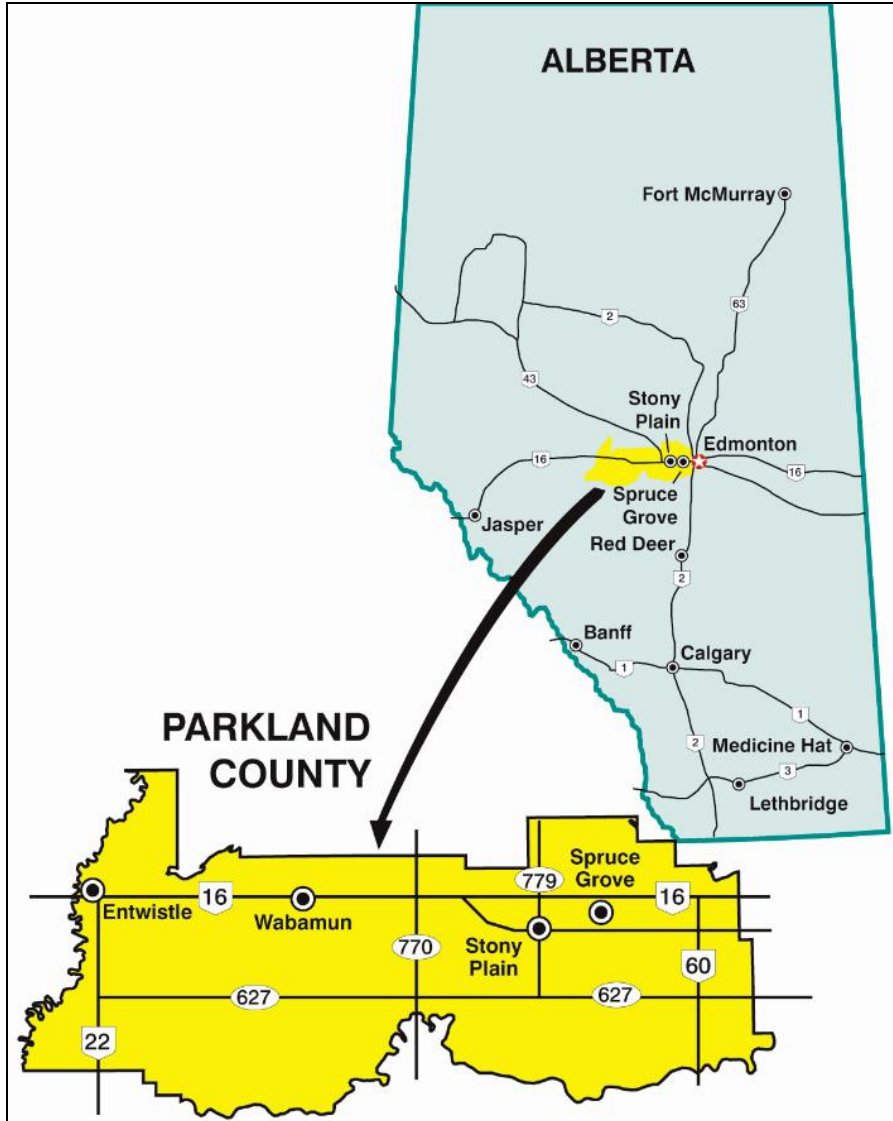 ALBERTA
Fort McMurray
63
2
43
Stony
Plain
Edmonton
16
16
Spruce
Grove
Jasper
Red Deer
2
Banff
Calgary
1
1
PARKLAND
COUNTY
2
Medicine Hat
3
Lethbridge
Spruce
Grove
779
16
16
Entwistle
Wabamun
770
Stony
Plain
60
627
627
22